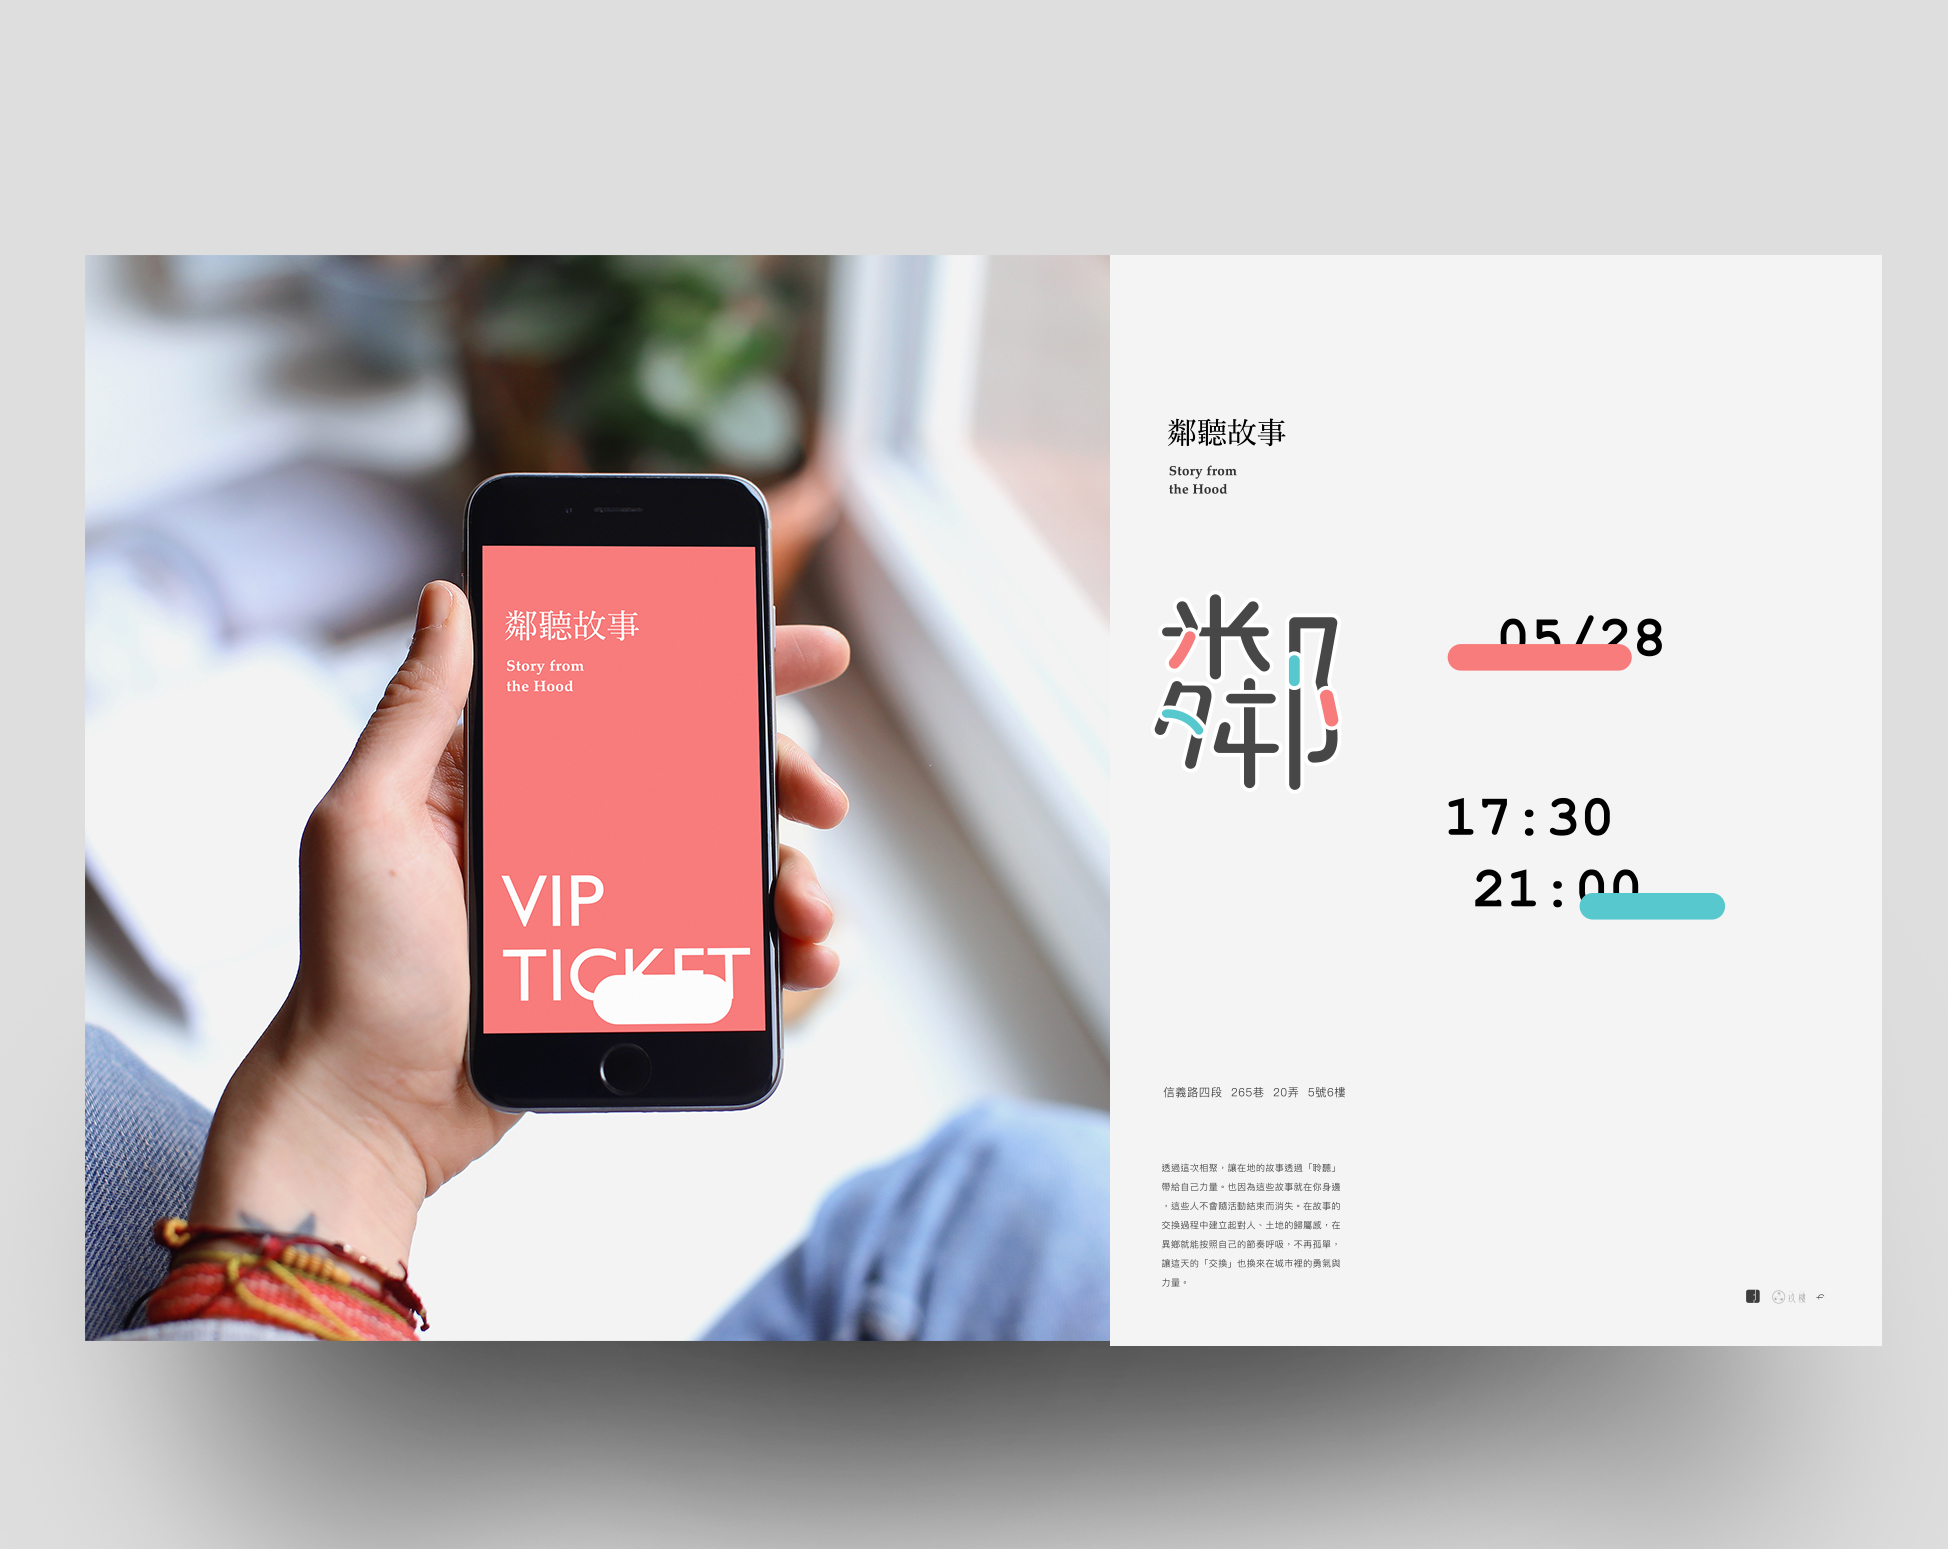 鄰聽故事
Story from
the Hood
VIP
TICKET
鄰聽故事
Story from
the Hood
鄰
05/28
17:30
21:00
信義路四段 265巷 20弄 5號6樓
透過這次相聚，讓在地的故事透過「聆聽」
帶給自己力量。也因為這些故事就在你身邊
，這些人不會隨活動結束而消失。在故事的
交換過程中建立起對人、土地的歸屬感，在
異鄉就能按照自己的節奏呼吸，不再孤單，
讓這天的「交換」也換來在城市裡的勇氣與
力量。